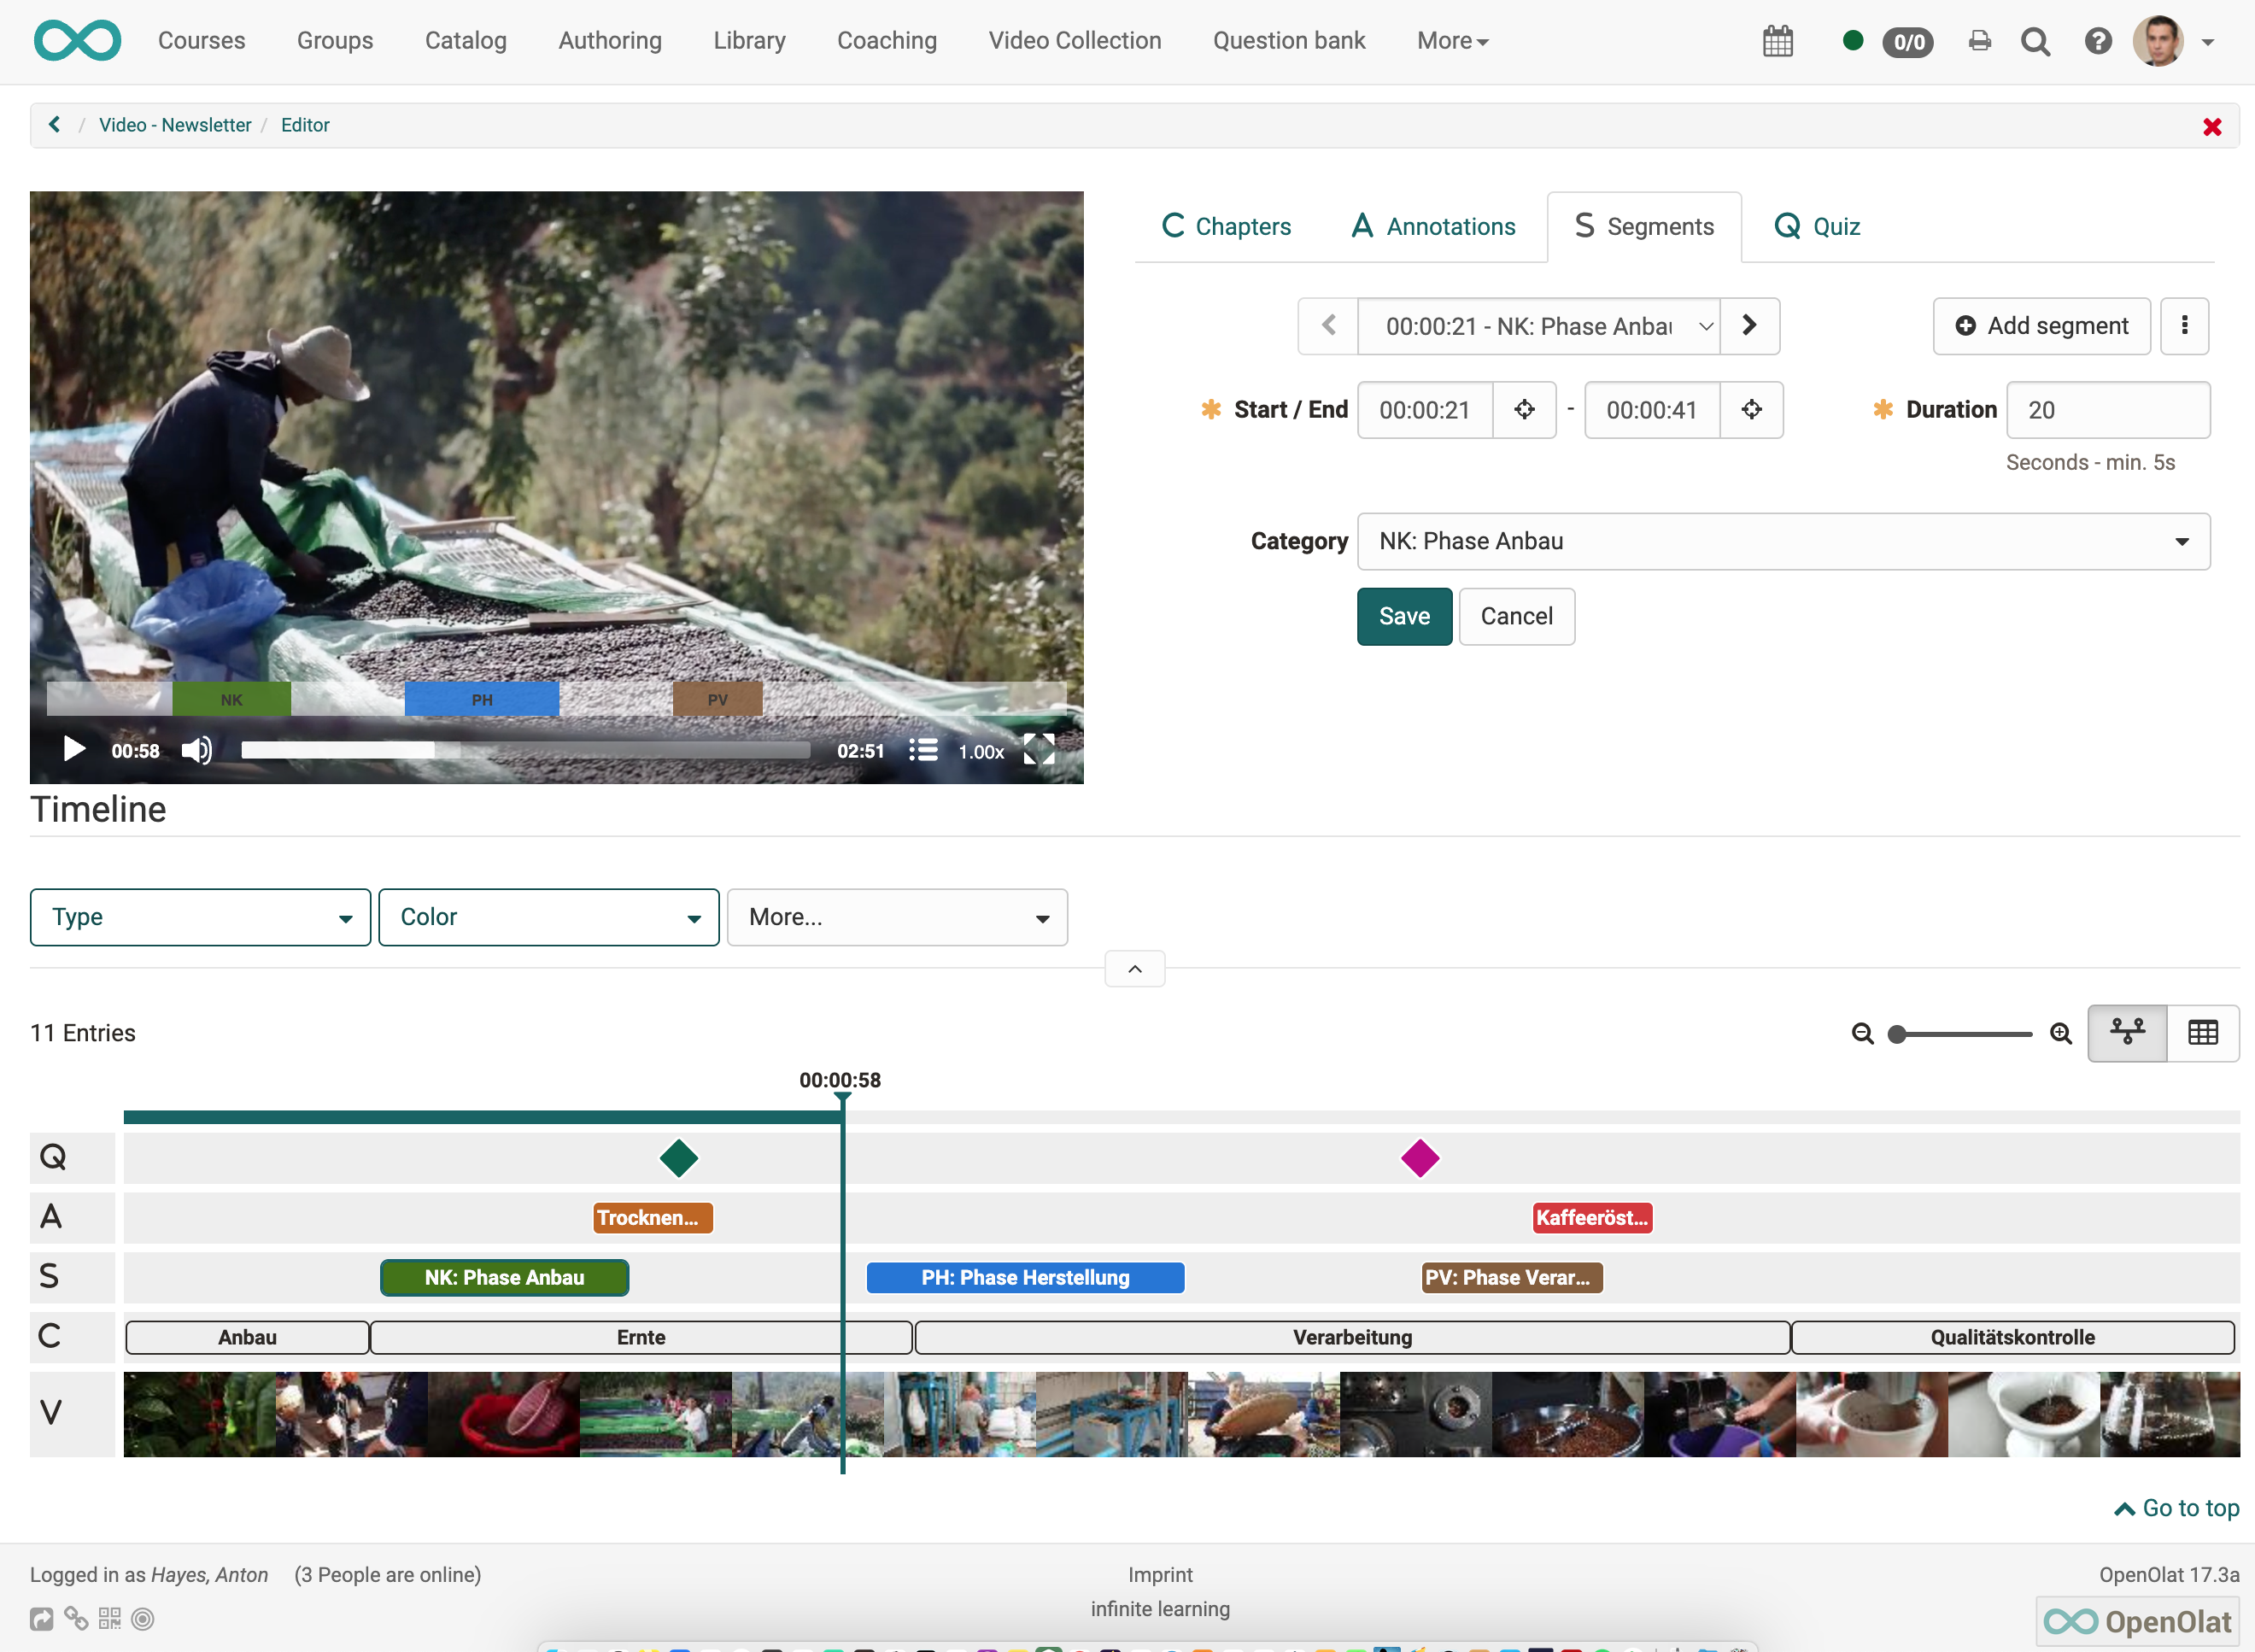 Courses Groups Catalog Authoring Library Coaching Video Collection Question bank More 0/0
/ Video - Newsletter / Editor
C Chapters A Annotations S Segments Q Quiz
00:00:21 - NK: Phase Anbau Add segment
Start / End 00:00:21 - 00:00:41 Duration 20
Seconds - min. 5s
Category NK: Phase Anbau
Save Cancel
NK PH PV
00:58 02:51 1.00x
Timeline
Type Color More...
11 Entries
00:00:58
Q
A Trocknen... Kaffeeröst...
S NK: Phase Anbau PH: Phase Herstellung PV: Phase Verar...
C Anbau Ernte Verarbeitung Qualitätskontrolle
V
Go to top
Logged in as Hayes, Anton (3 People are online) Imprint OpenOlat 17.3a
infinite learning OpenOlat